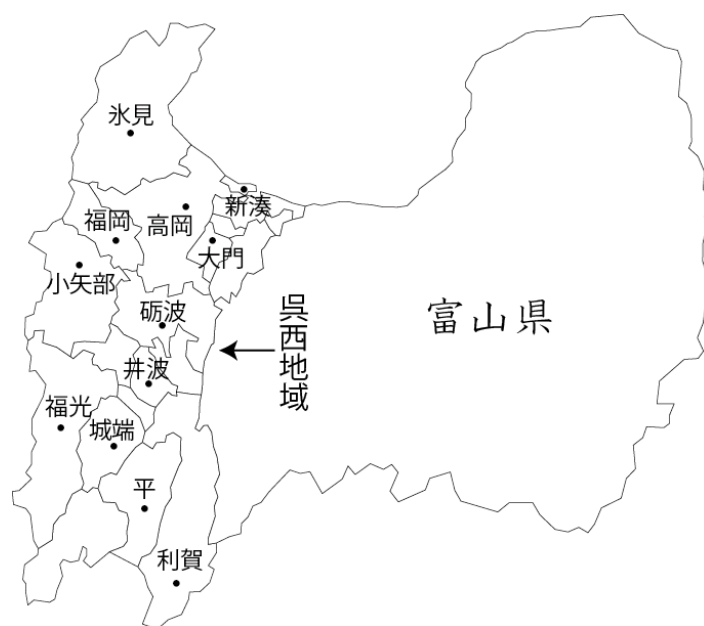 氷見
新湊
福岡
高岡
大門
小矢部
砺波
呉西地域
富山県
井波
福光
城端
平
利賀